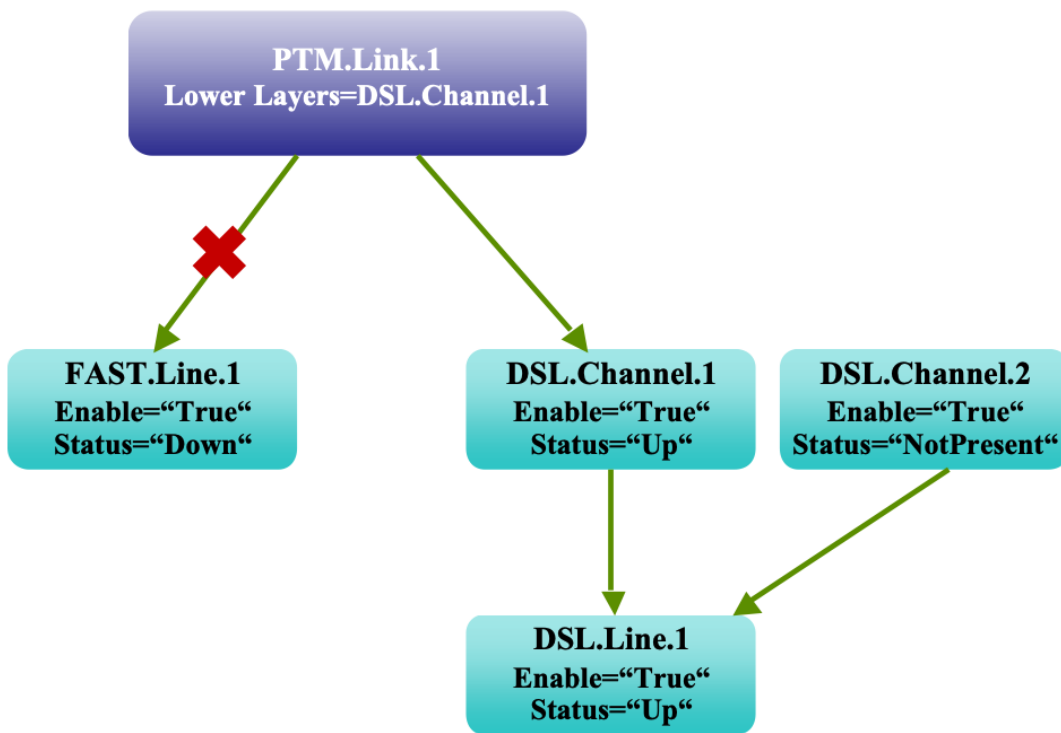 PTM.Link.1
Lower Layers=DSL.Channel.1
FAST.Line.1
Enable=“True“
Status=“Down“
DSL.Channel.1
Enable=“True“
Status=“Up“
DSL.Channel.2
Enable=“True“
Status=“NotPresent“
DSL.Line.1
Enable=“True“
Status=“Up“